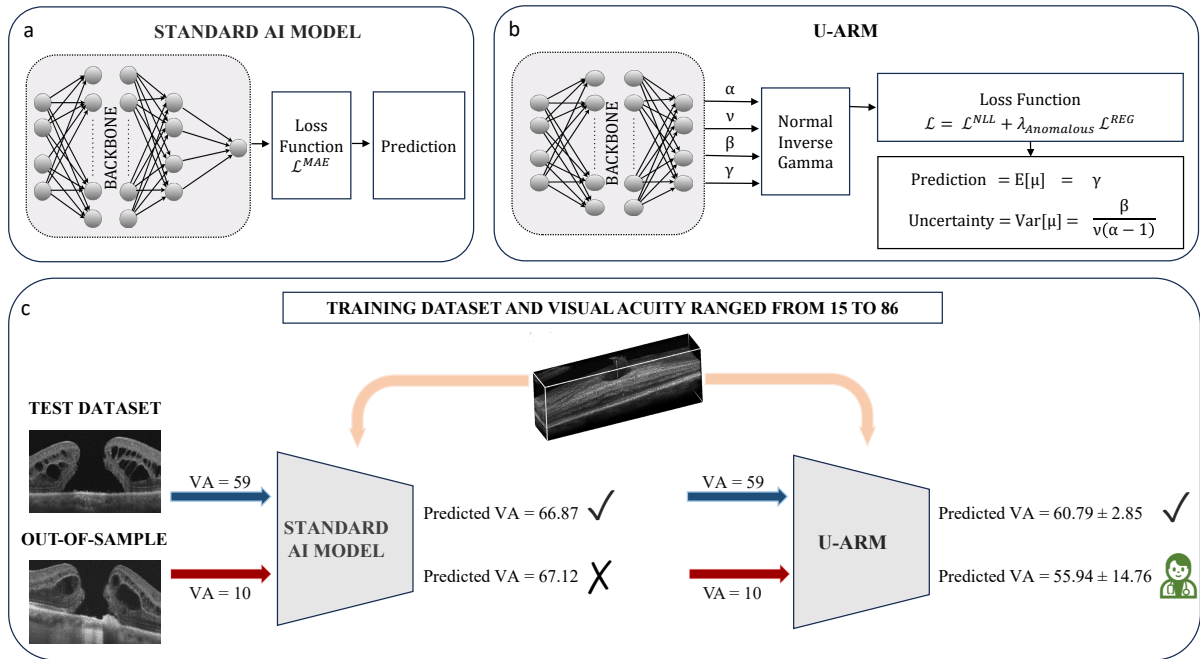 a
STANDARD AI MODEL
BACKBONE
Loss
Function
ℒ^MAE
Prediction
b
U-ARM
BACKBONE
α
ν
β
γ
Normal
Inverse
Gamma
Loss Function
ℒ = ℒ^NLL + λ_Anomalous ℒ^REG
Prediction = E[μ] = γ
Uncertainty = Var[μ] = β / ν(α − 1)
c
TRAINING DATASET AND VISUAL ACUITY RANGED FROM 15 TO 86
TEST DATASET
VA = 59
OUT-OF-SAMPLE
VA = 10
STANDARD
AI MODEL
Predicted VA = 66.87 ✓
Predicted VA = 67.12 ✗
VA = 59
VA = 10
U-ARM
Predicted VA = 60.79 ± 2.85 ✓
Predicted VA = 55.94 ± 14.76